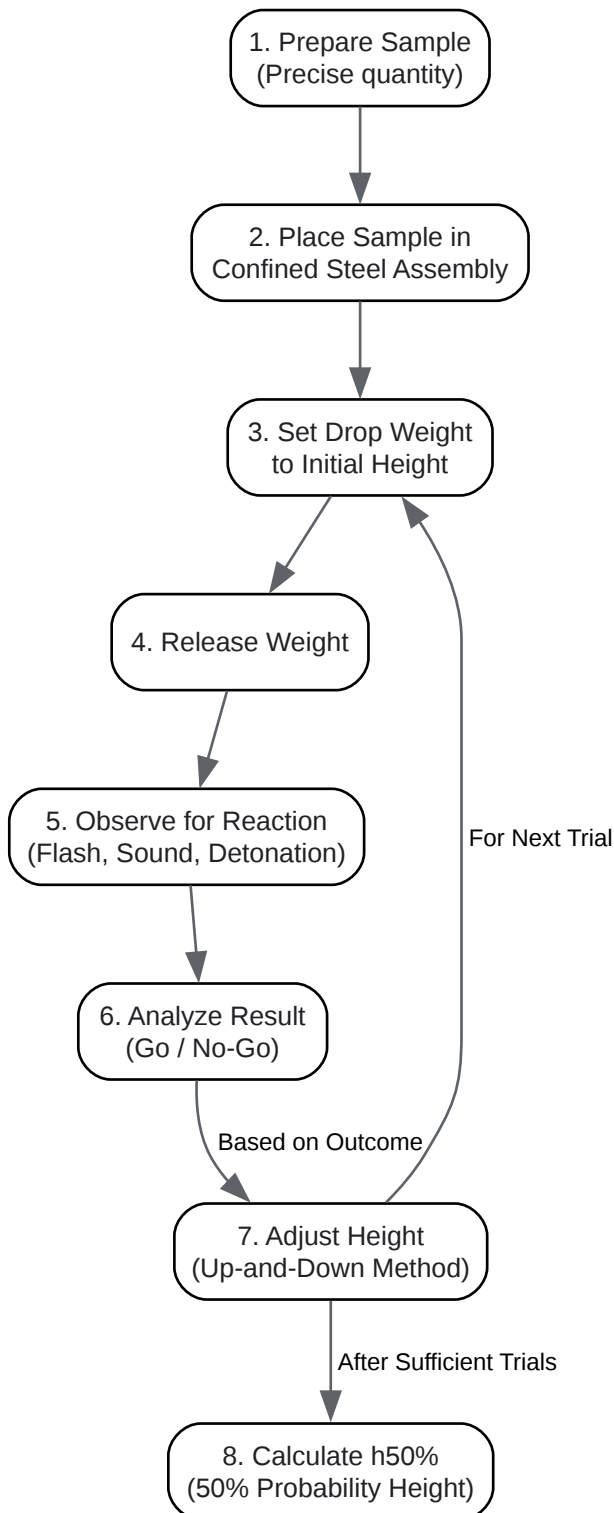 1. Prepare Sample
(Precise quantity)
2. Place Sample in
Confined Steel Assembly
3. Set Drop Weight
to Initial Height
4. Release Weight
5. Observe for Reaction
(Flash, Sound, Detonation)
For Next Trial
6. Analyze Result
(Go / No-Go)
Based on Outcome
7. Adjust Height
(Up-and-Down Method)
After Sufficient Trials
8. Calculate h50%
(50% Probability Height)